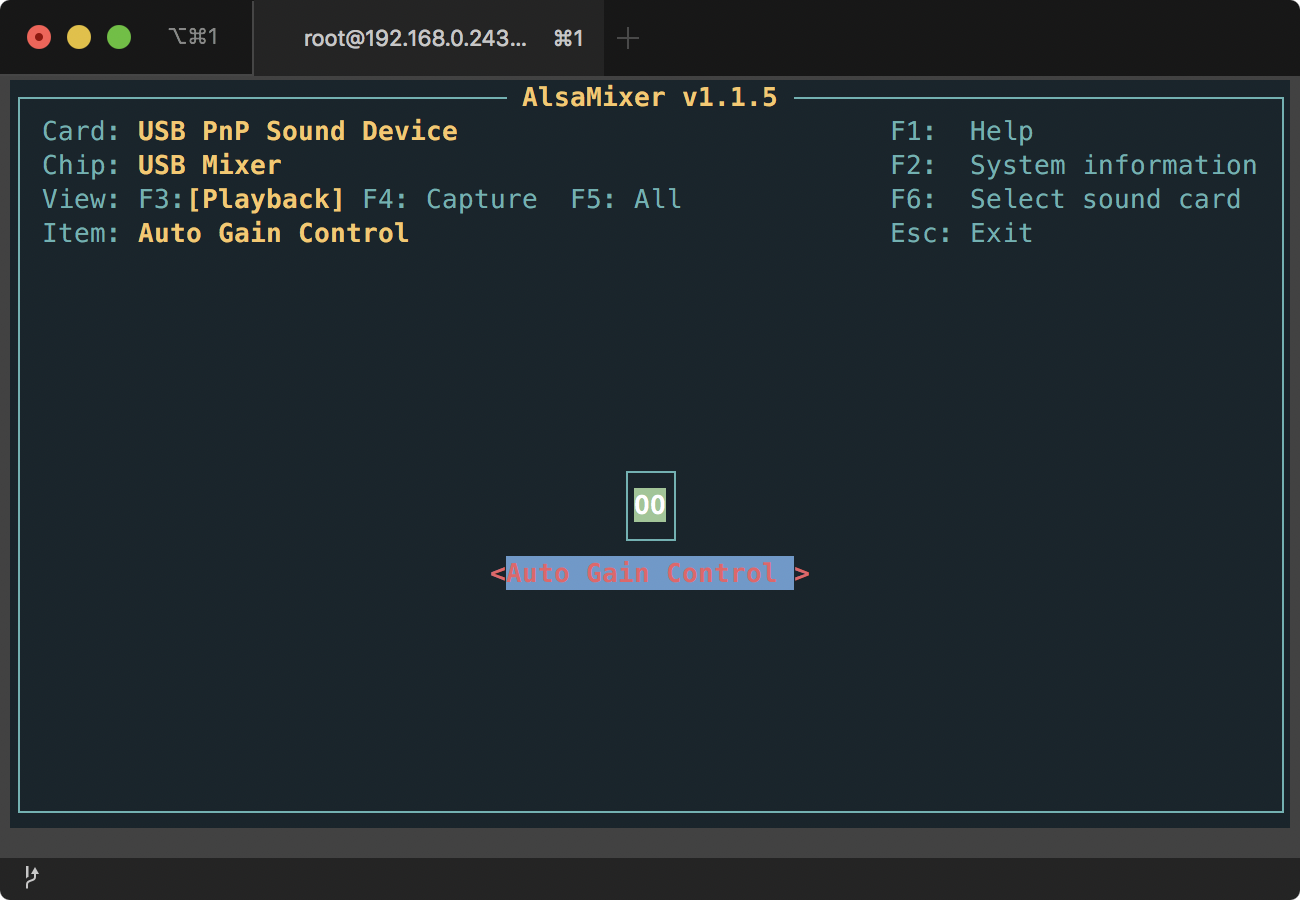 ⌥⌘1 root@192.168.0.243... ⌘1
AlsaMixer v1.1.5
Card: USB PnP Sound Device F1: Help
Chip: USB Mixer F2: System information
View: F3:[Playback] F4: Capture F5: All F6: Select sound card
Item: Auto Gain Control Esc: Exit
OO
<Auto Gain Control >